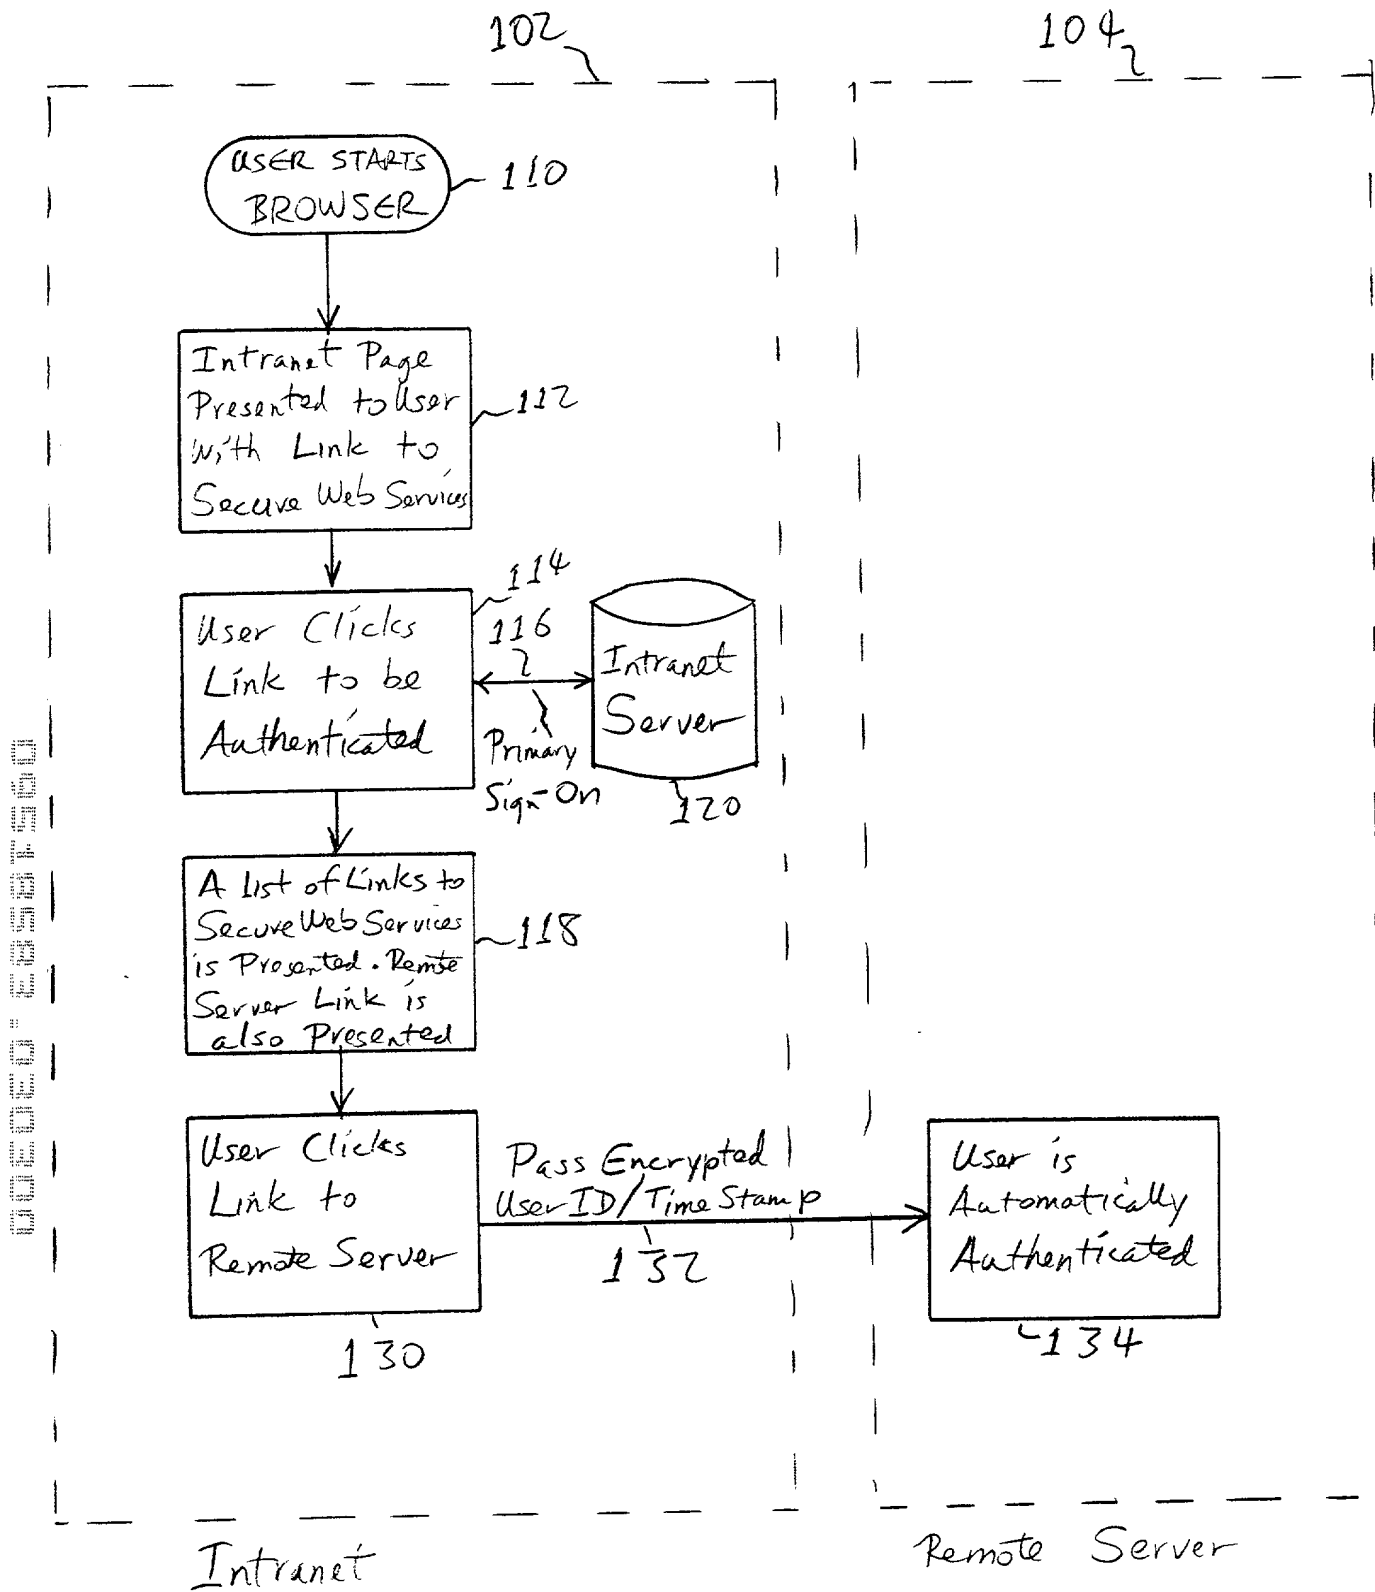 102
104
USER STARTS
BROWSER
110
Intranet Page
Presented to User
with Link to
Secure Web Services
112
114
User Clicks
Link to be
Authenticated
116
Primary
Sign-On
Intranet
Server
120
A list of Links to
Secure Web Services
is Presented. Remote
Server Link is
also Presented
118
User Clicks
Link to
Remote Server
130
Pass Encrypted
User ID/Time Stamp
132
User is
Automatically
Authenticated
134
Intranet
Remote Server